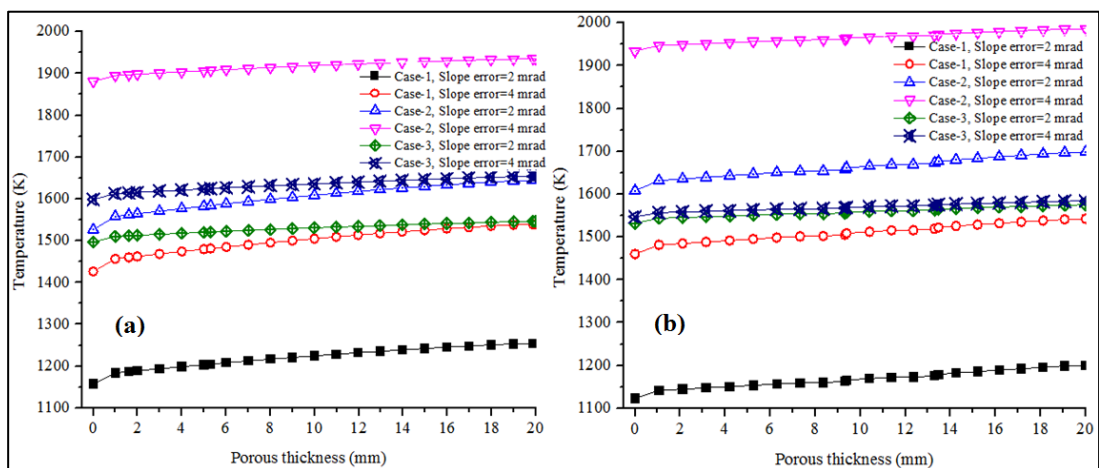 2000
1900
1800
1700
1600
1500
1400
1300
1200
1100
Temperature (K)
Case-1, Slope error=2 mrad
Case-1, Slope error=4 mrad
Case-2, Slope error=2 mrad
Case-2, Slope error=4 mrad
Case-3, Slope error=2 mrad
Case-3, Slope error=4 mrad
(a)
0 2 4 6 8 10 12 14 16 18 20
Porous thickness (mm)
2000
1900
1800
1700
1600
1500
1400
1300
1200
1100
Temperature (K)
Case-1, Slope error=2 mrad
Case-1, Slope error=4 mrad
Case-2, Slope error=2 mrad
Case-2, Slope error=4 mrad
Case-3, Slope error=2 mrad
Case-3, Slope error=4 mrad
(b)
0 2 4 6 8 10 12 14 16 18 20
Porous thickness (mm)